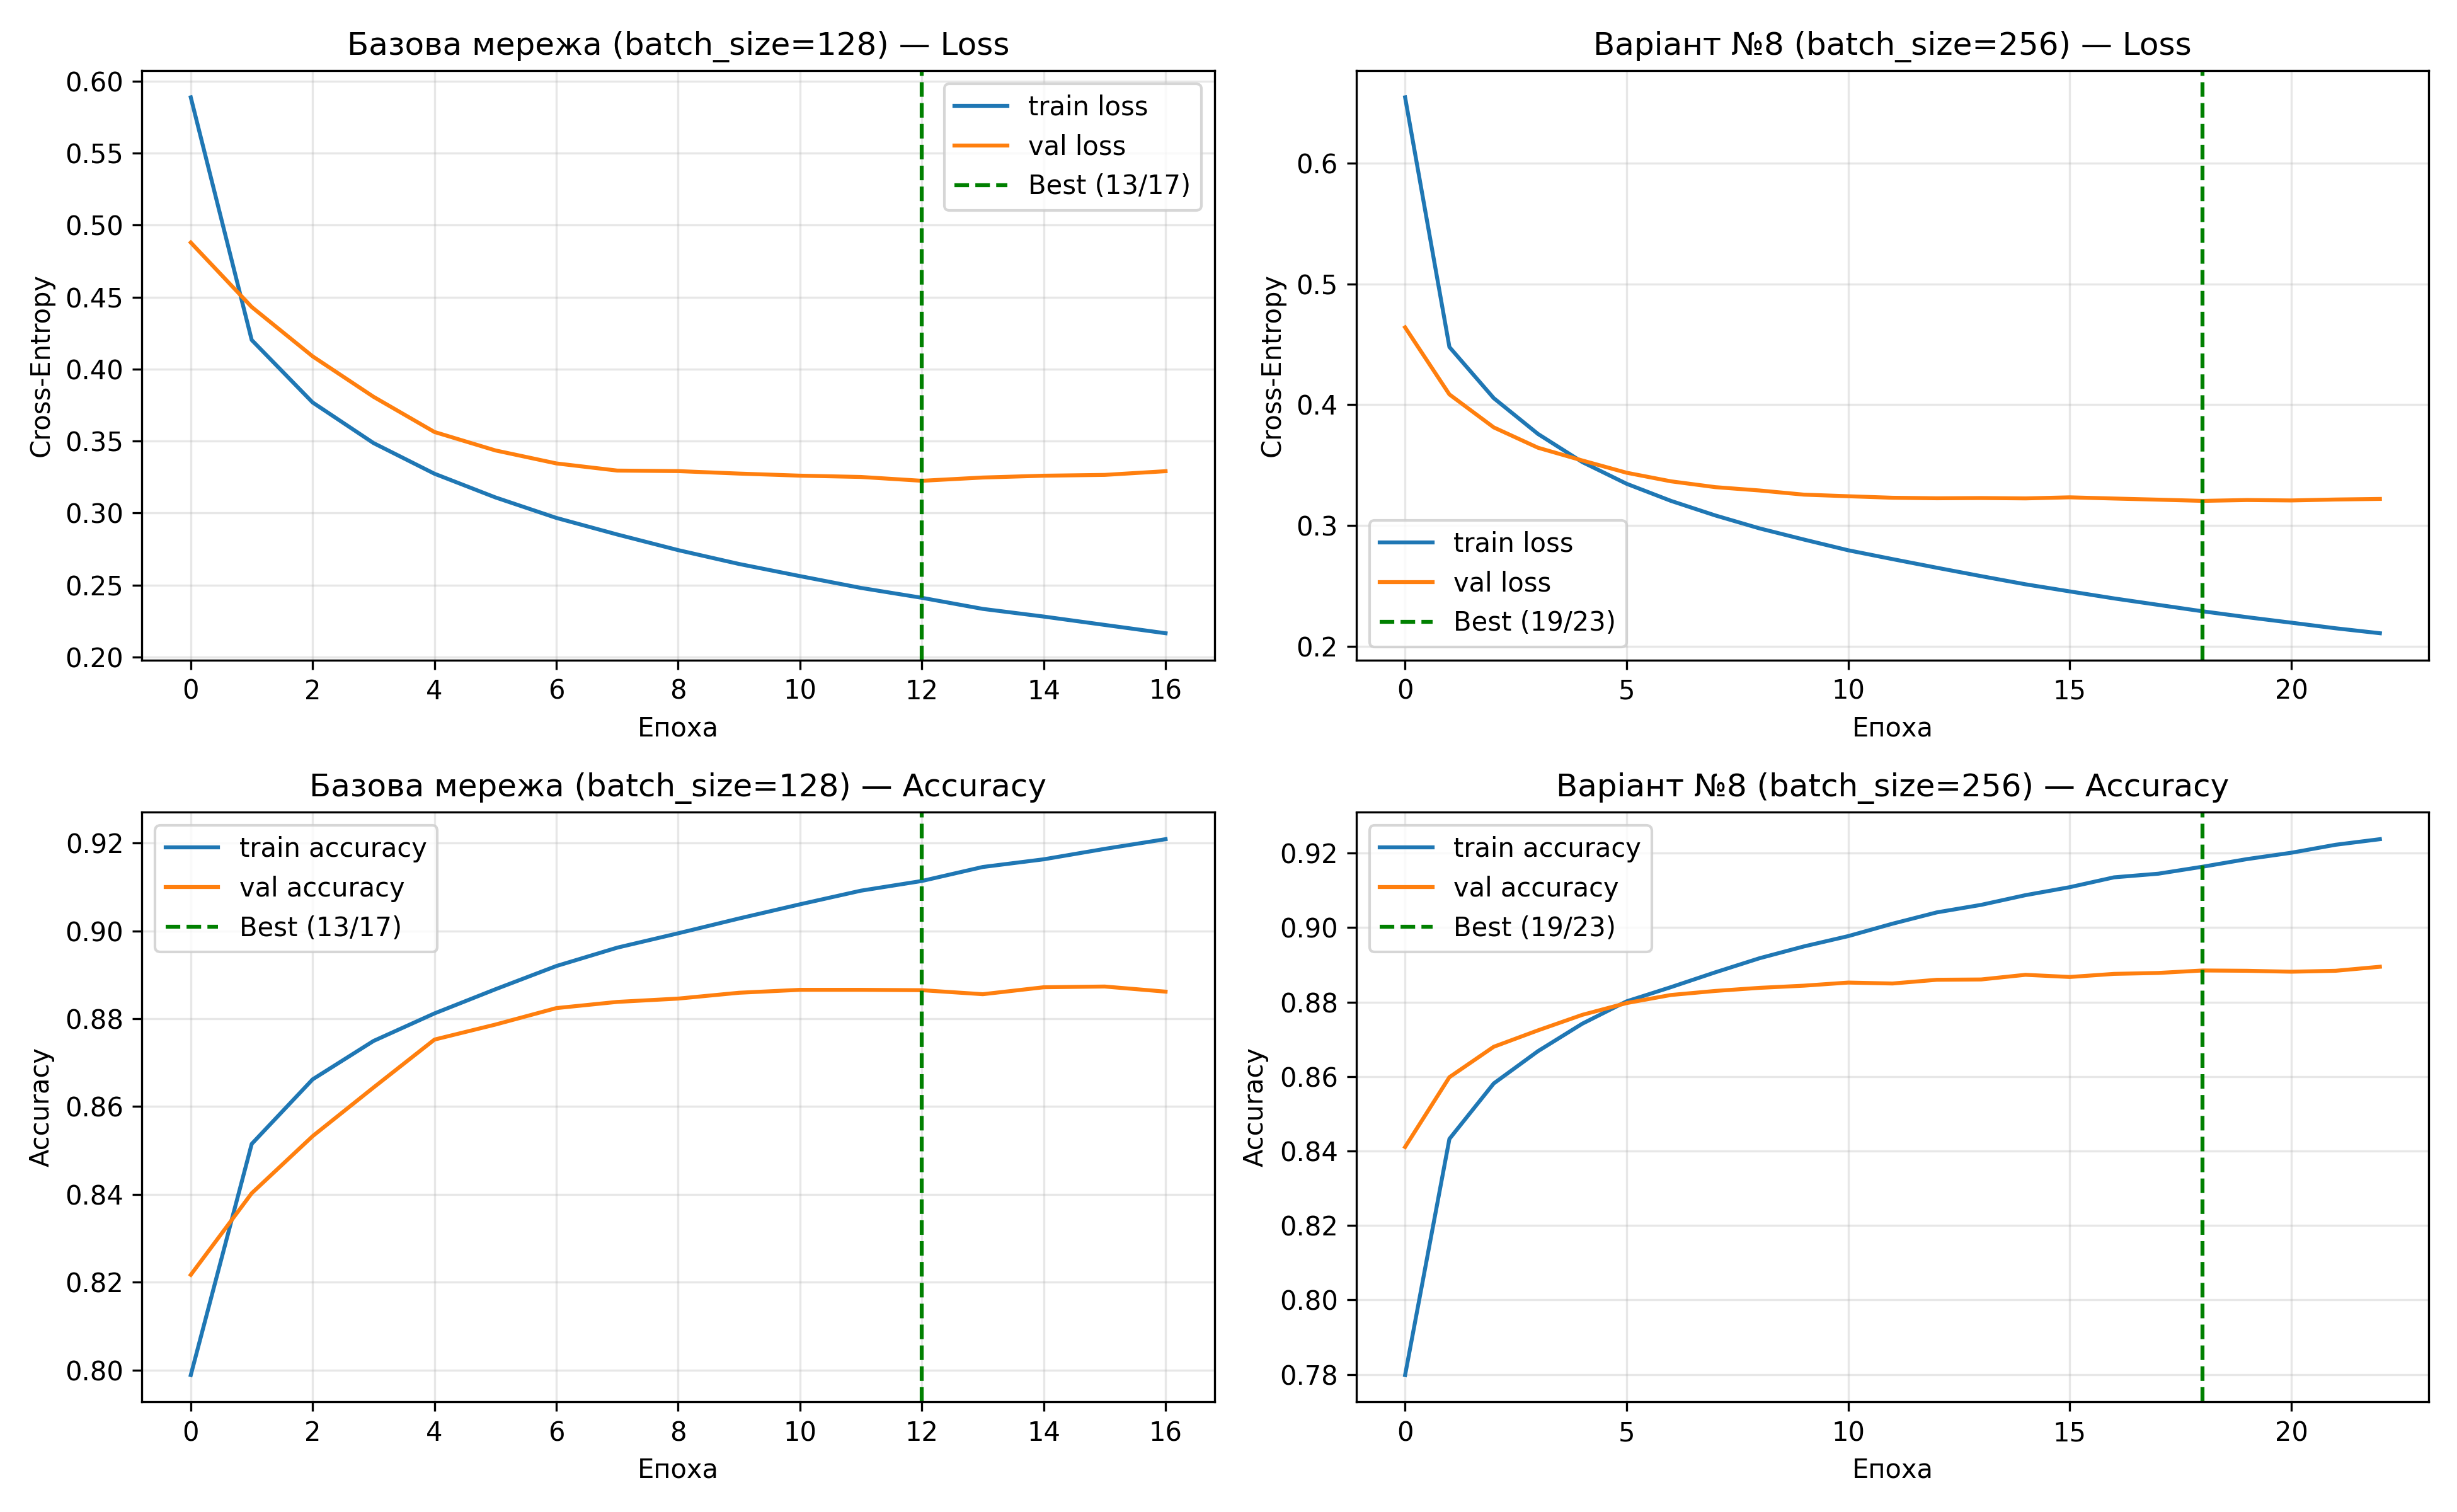 Базова мережа (batch_size=128) — Loss
0.60
0.55
0.50
0.45
0.40
0.35
0.30
0.25
0.20
Cross-Entropy
train loss
val loss
Best (13/17)
0 2 4 6 8 10 12 14 16
Епоха
Варіант №8 (batch_size=256) — Loss
0.6
0.5
0.4
0.3
0.2
Cross-Entropy
train loss
val loss
Best (19/23)
0 5 10 15 20
Епоха
Базова мережа (batch_size=128) — Accuracy
0.92
0.90
0.88
0.86
0.84
0.82
0.80
Accuracy
train accuracy
val accuracy
Best (13/17)
0 2 4 6 8 10 12 14 16
Епоха
Варіант №8 (batch_size=256) — Accuracy
0.92
0.90
0.88
0.86
0.84
0.82
0.80
0.78
Accuracy
train accuracy
val accuracy
Best (19/23)
0 5 10 15 20
Епоха